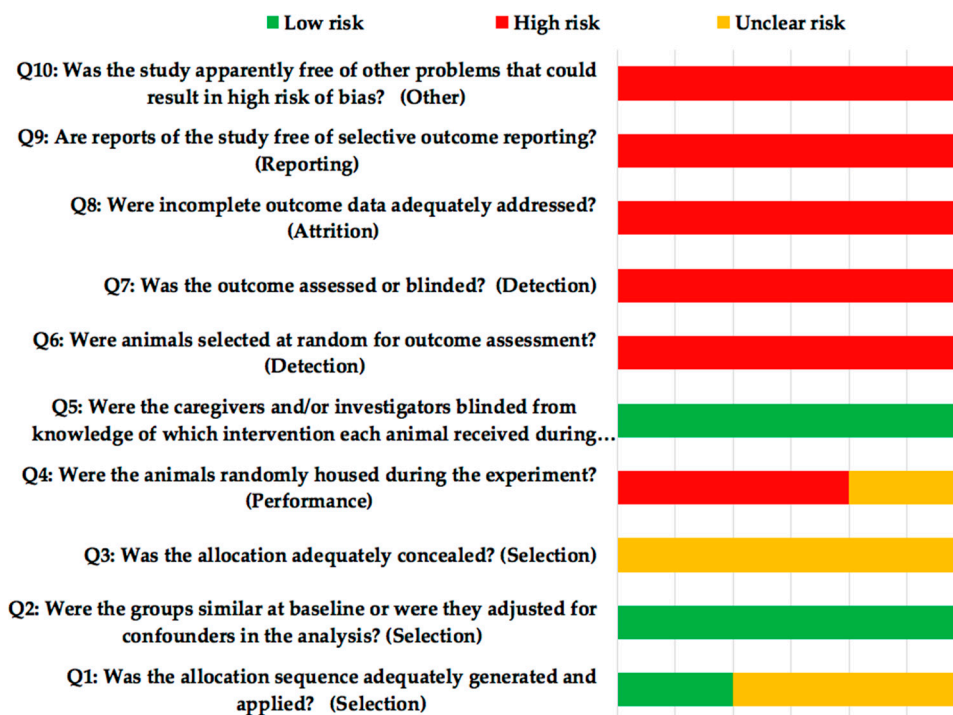 Low risk High risk Unclear risk
Q10: Was the study apparently free of other problems that could
result in high risk of bias? (Other)
Q9: Are reports of the study free of selective outcome reporting?
(Reporting)
Q8: Were incomplete outcome data adequately addressed?
(Attrition)
Q7: Was the outcome assessed or blinded? (Detection)
Q6: Were animals selected at random for outcome assessment?
(Detection)
Q5: Were the caregivers and/or investigators blinded from
knowledge of which intervention each animal received during…
Q4: Were the animals randomly housed during the experiment?
(Performance)
Q3: Was the allocation adequately concealed? (Selection)
Q2: Were the groups similar at baseline or were they adjusted for
confounders in the analysis? (Selection)
Q1: Was the allocation sequence adequately generated and
applied? (Selection)